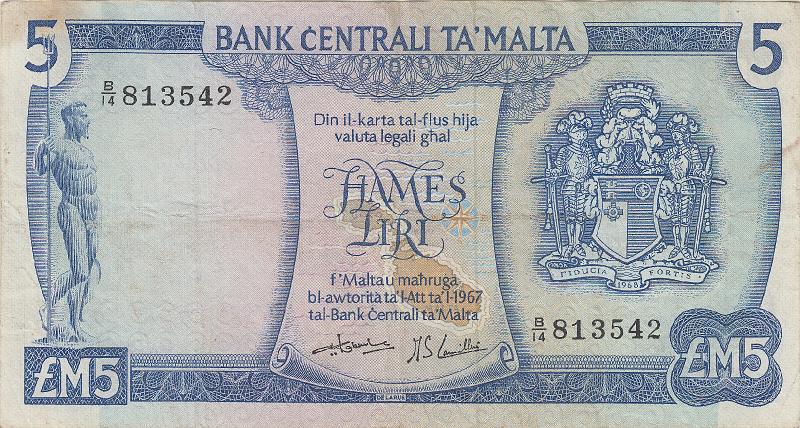 5 BANK ĊENTRALI TA' MALTA 5
B/14 813542
Din il-karta tal-flus hija
valuta legali għal
ĦAMES
LIRI
f'Malta u maħruġa
bl-awtorità ta' l-Att ta' l-1967
tal-Bank Ċentrali ta' Malta
FIDUCIA FORTIS
1968
B/14 813542
£M5 £M5
DE LA RUE